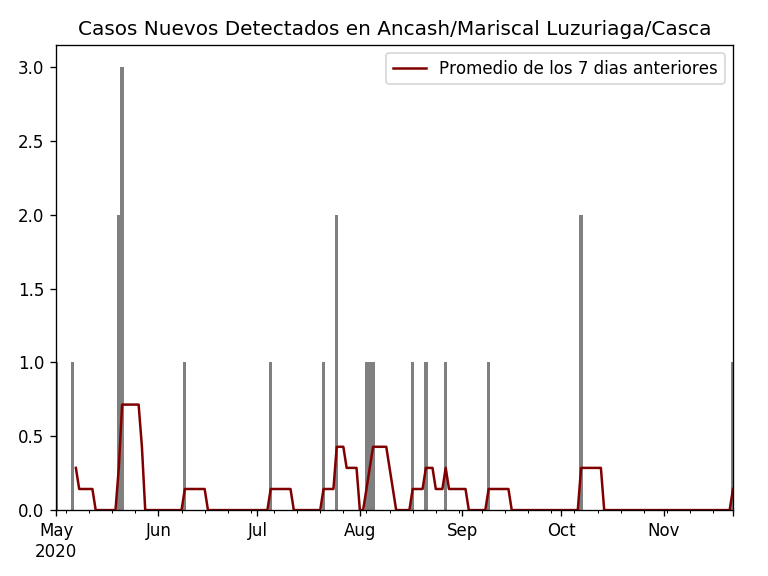 Casos Nuevos Detectados en Ancash/Mariscal Luzuriaga/Casca
Promedio de los 7 dias anteriores
3.0
2.5
2.0
1.5
1.0
0.5
0.0
May Jun Jul Aug Sep Oct Nov
2020